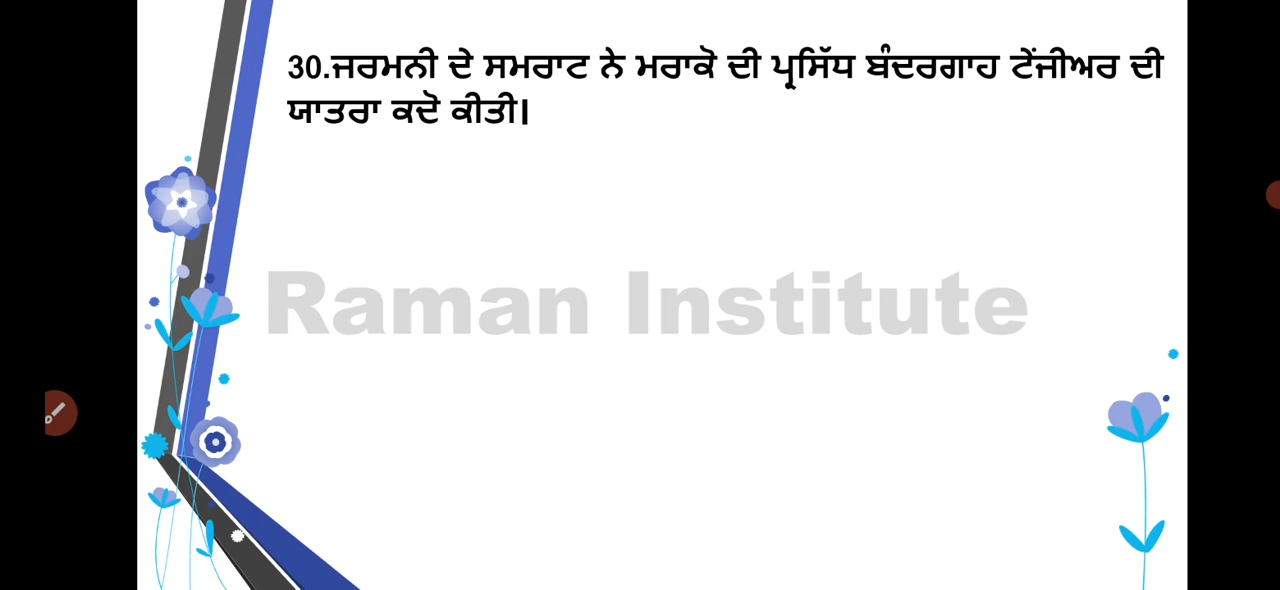 30.ਜਰਮਨੀ ਦੇ ਸਮਰਾਟ ਨੇ ਮਰਾਕੋ ਦੀ ਪ੍ਰਸਿੱਧ ਬੰਦਰਗਾਹ ਟੇਂਜੀਅਰ ਦੀ
ਯਾਤਰਾ ਕਦੋ ਕੀਤੀ।
Raman Institute